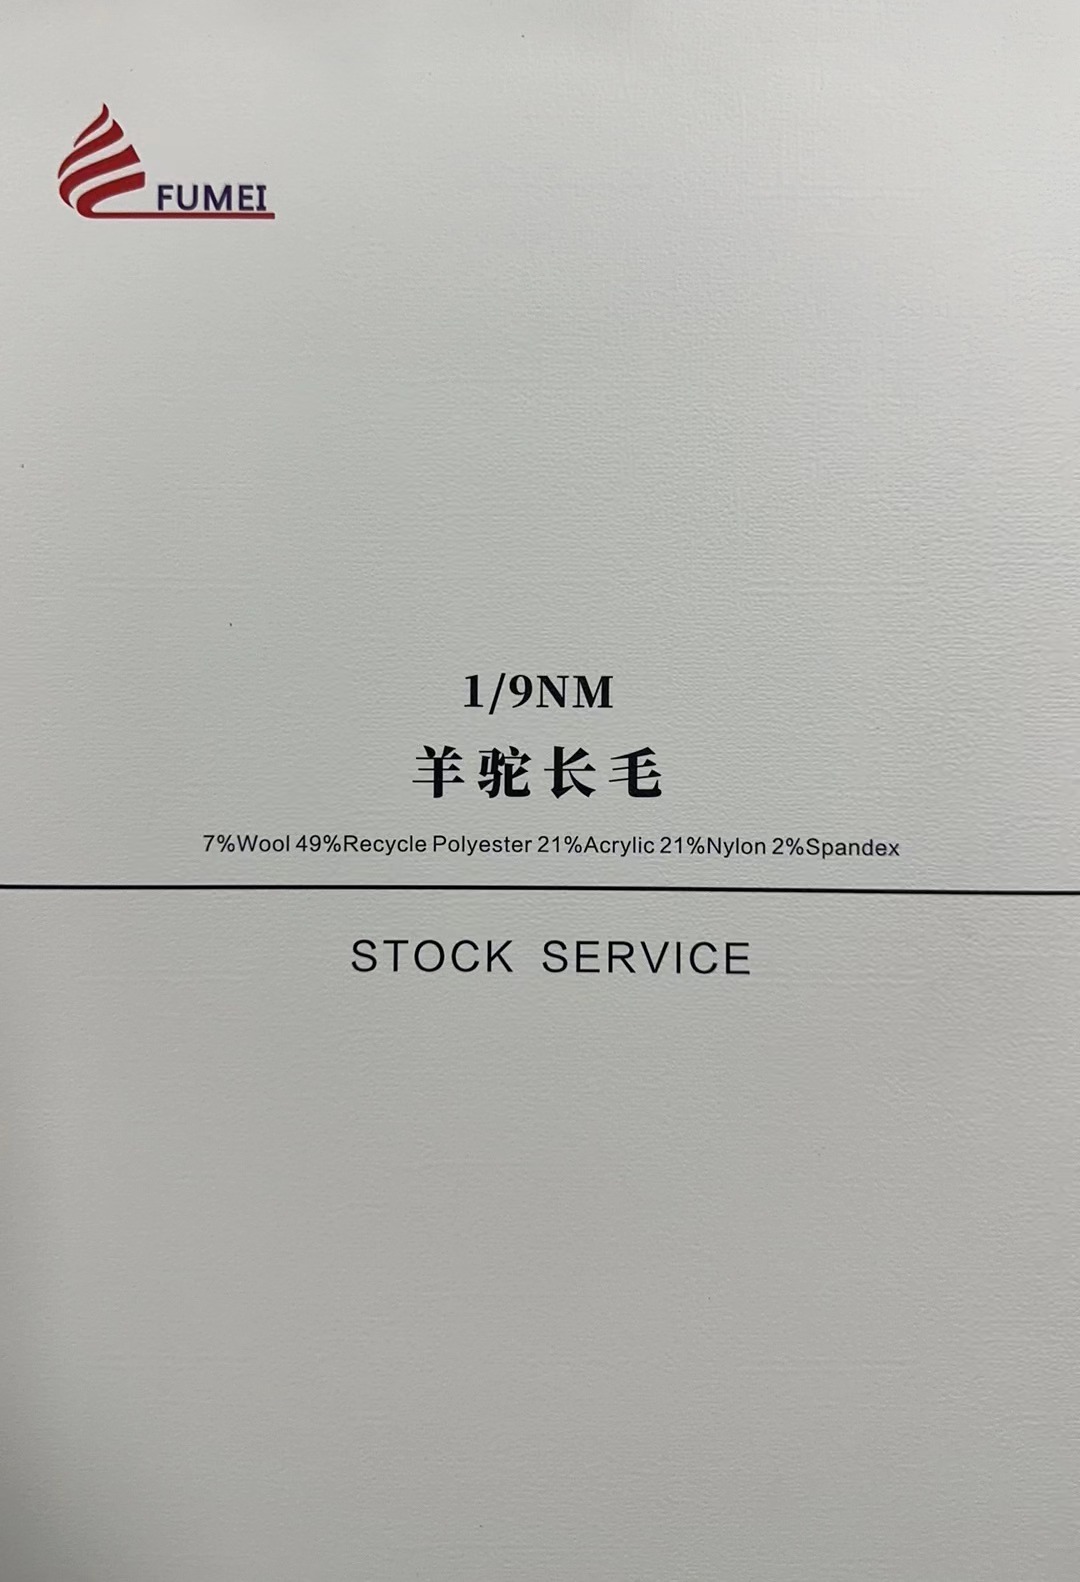 FUMEI
1/9NM
羊驼长毛
7%Wool 49%Recycle Polyester 21%Acrylic 21%Nylon 2%Spandex
STOCK SERVICE